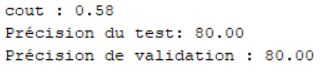 cout : 0.58
Précision du test: 80.00
Précision de validation : 80.00